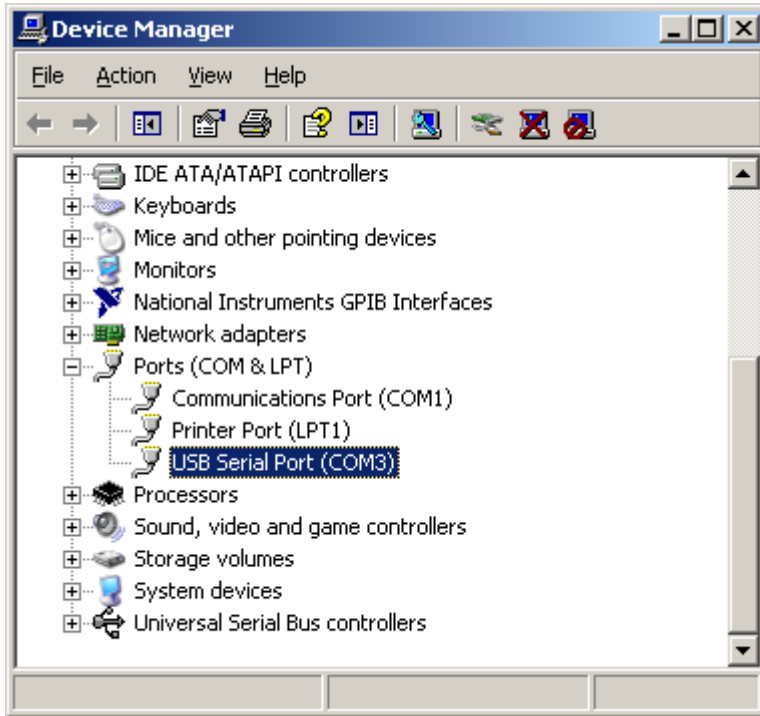 Device Manager
File Action View Help
IDE ATA/ATAPI controllers
Keyboards
Mice and other pointing devices
Monitors
National Instruments GPIB Interfaces
Network adapters
Ports (COM & LPT)
Communications Port (COM1)
Printer Port (LPT1)
USB Serial Port (COM3)
Processors
Sound, video and game controllers
Storage volumes
System devices
Universal Serial Bus controllers